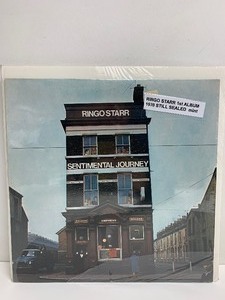 RINGO STARR 1st ALBUM
1970 STILL SEALED mint
RINGO STARR
SENTIMENTAL JOURNEY